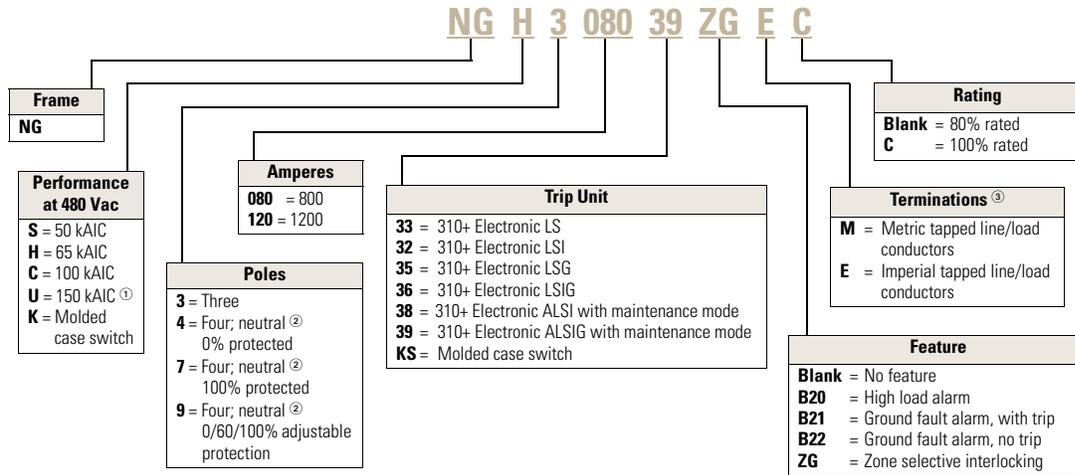 NG H 3 080 39 ZG E C
Frame
NG
Performance
at 480 Vac
S = 50 kAIC
H = 65 kAIC
C = 100 kAIC
U = 150 kAIC ①
K = Molded
case switch
Poles
3 = Three
4 = Four; neutral ②
0% protected
7 = Four; neutral ②
100% protected
9 = Four; neutral ②
0/60/100% adjustable
protection
Amperes
080 = 800
120 = 1200
Trip Unit
33 = 310+ Electronic LS
32 = 310+ Electronic LSI
35 = 310+ Electronic LSG
36 = 310+ Electronic LSIG
38 = 310+ Electronic ALSI with maintenance mode
39 = 310+ Electronic ALSIG with maintenance mode
KS = Molded case switch
Rating
Blank = 80% rated
C = 100% rated
Terminations ③
M = Metric tapped line/load
conductors
E = Imperial tapped line/load
conductors
Feature
Blank = No feature
B20 = High load alarm
B21 = Ground fault alarm, with trip
B22 = Ground fault alarm, no trip
ZG = Zone selective interlocking